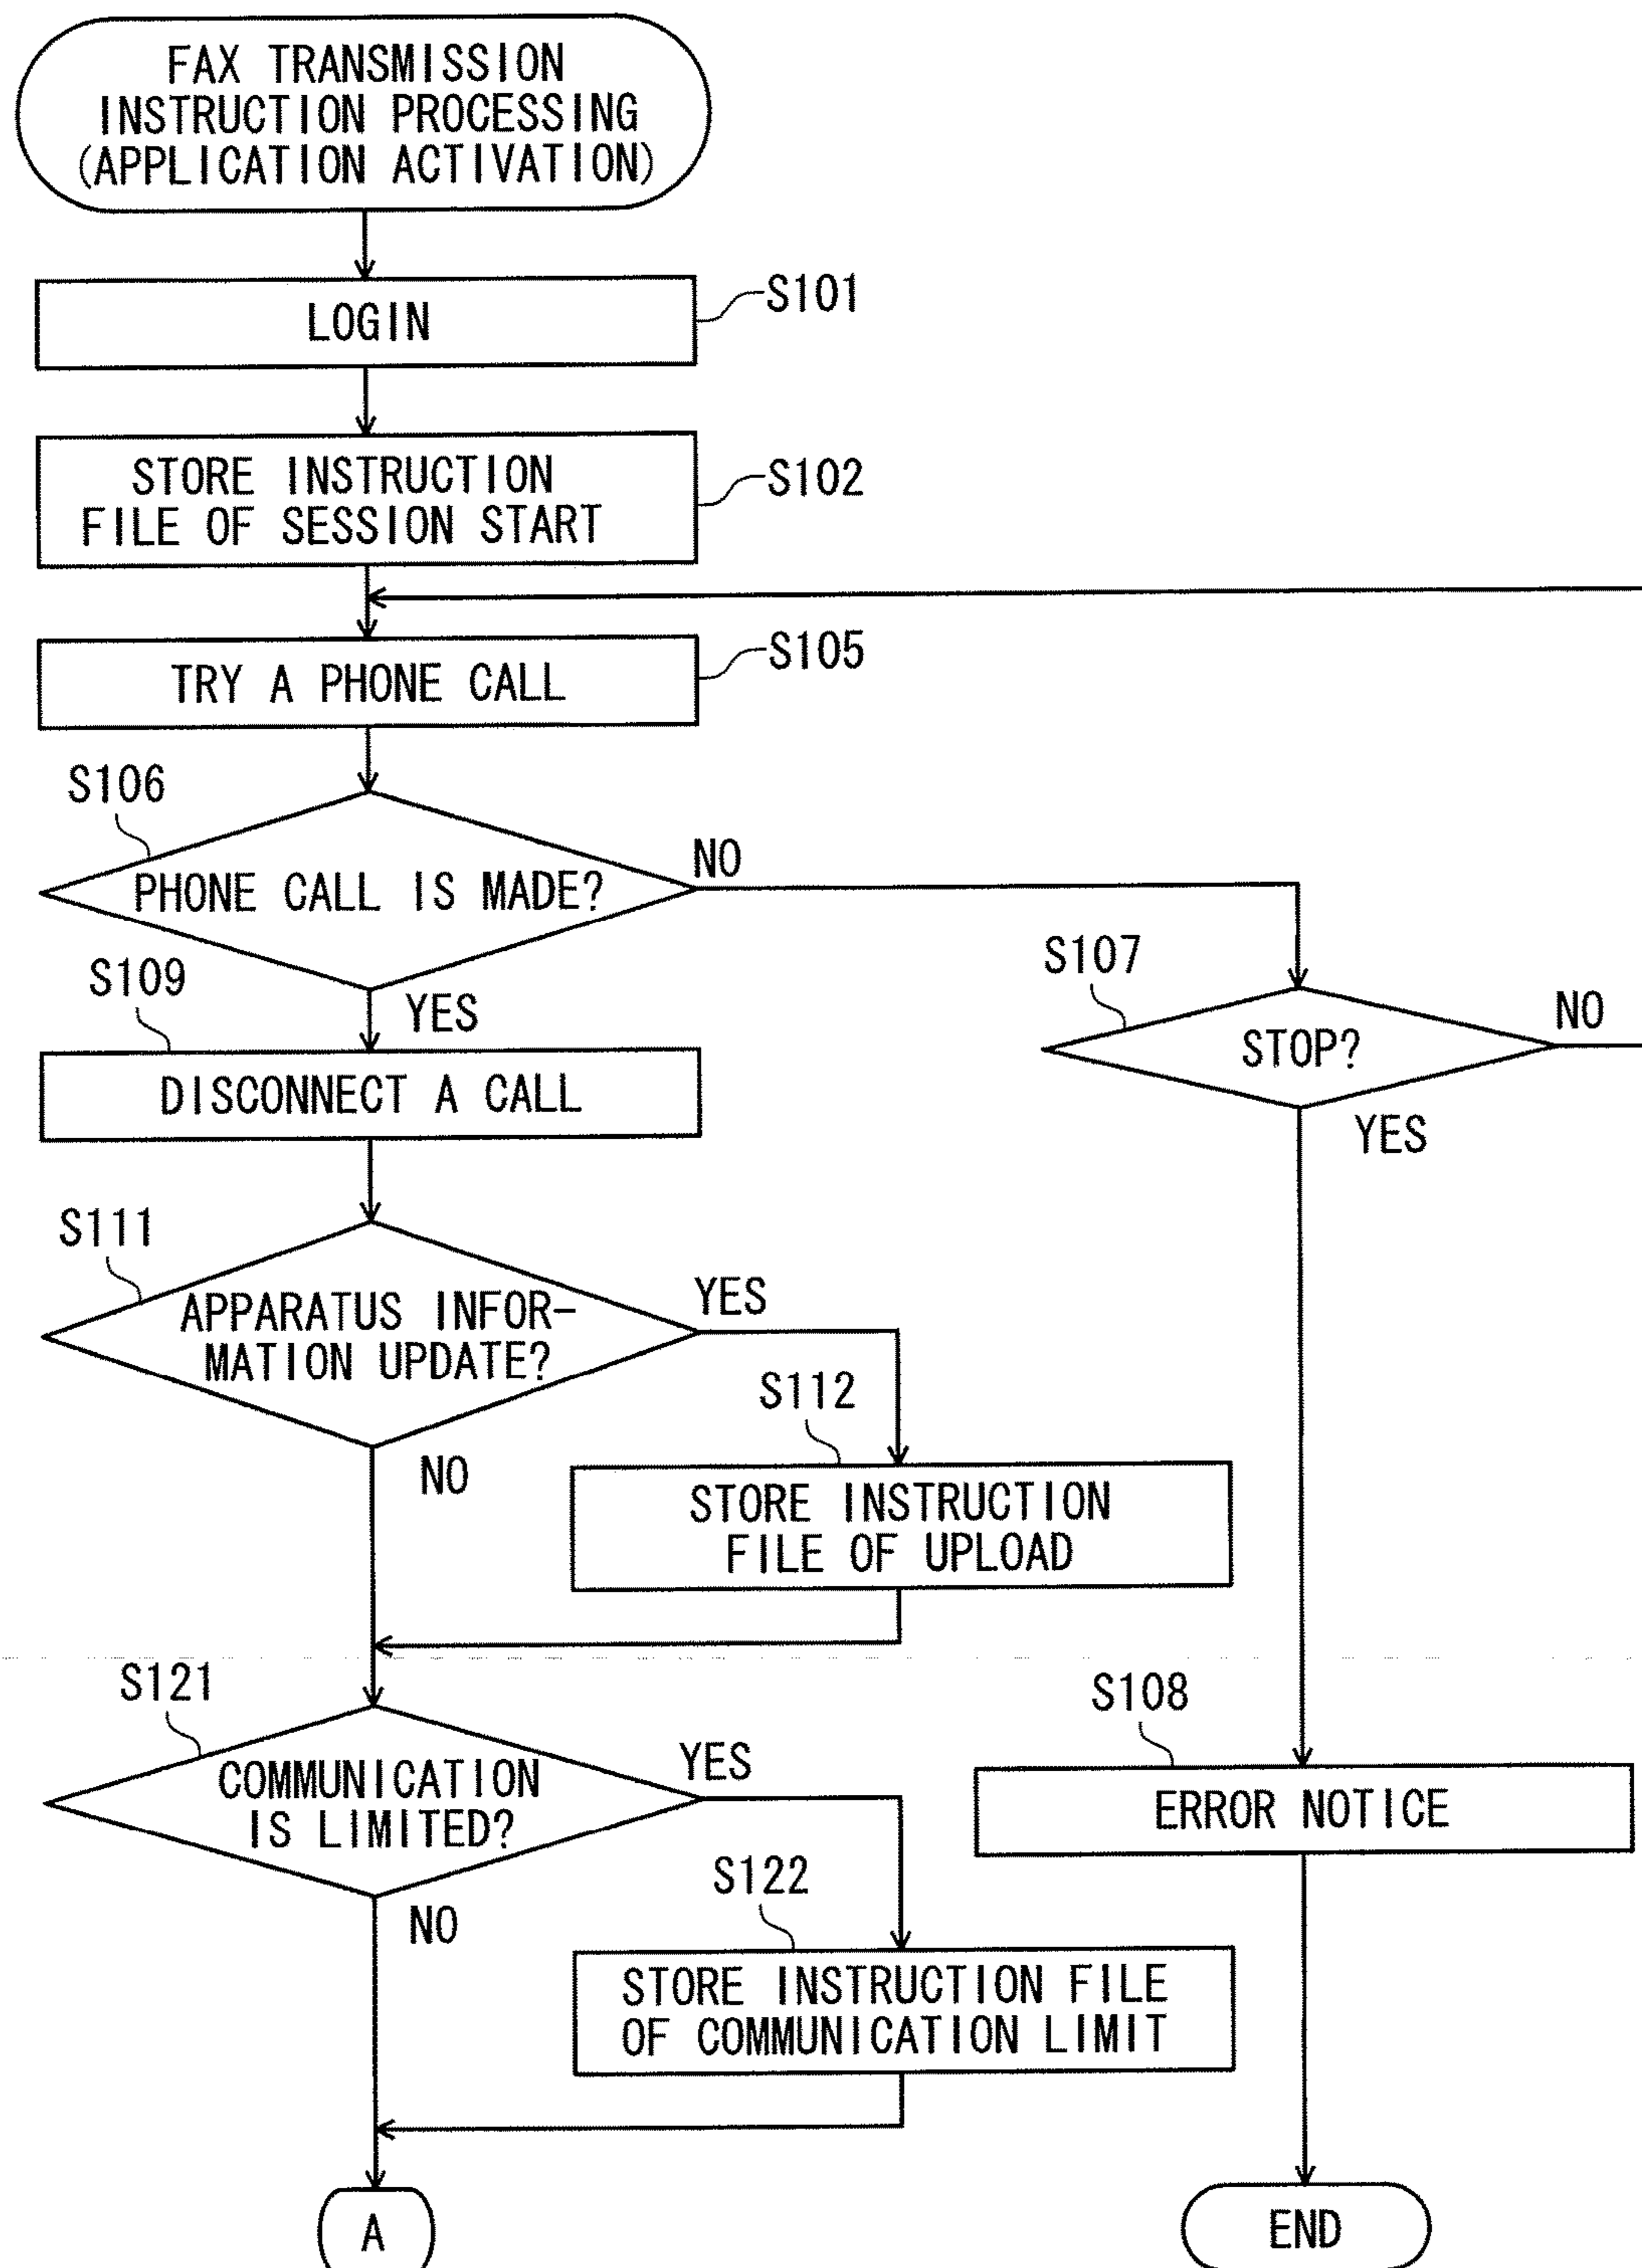 FAX TRANSMISSION
INSTRUCTION PROCESSING
(APPLICATION ACTIVATION)
S101
LOGIN
S102
STORE INSTRUCTION
FILE OF SESSION START
S105
TRY A PHONE CALL
S106
PHONE CALL IS MADE?
NO
YES
S107
STOP?
NO
YES
S109
DISCONNECT A CALL
S111
APPARATUS INFOR-
MATION UPDATE?
YES
NO
S112
STORE INSTRUCTION
FILE OF UPLOAD
S121
COMMUNICATION
IS LIMITED?
YES
NO
S108
ERROR NOTICE
S122
STORE INSTRUCTION FILE
OF COMMUNICATION LIMIT
A
END